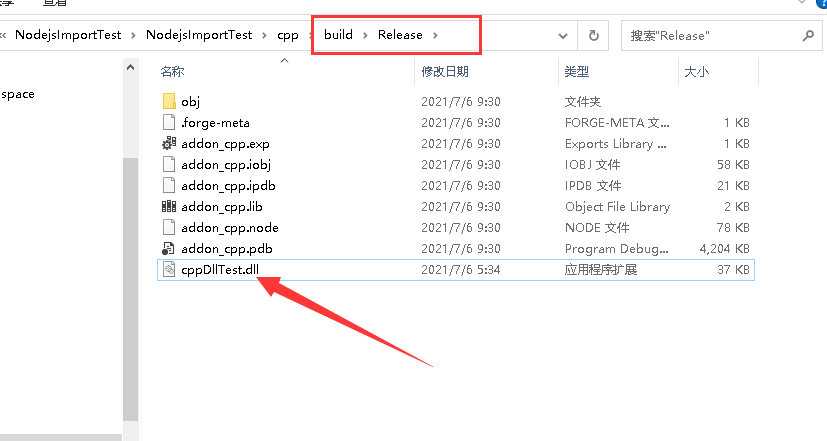 查看
« NodejsImportTest › NodejsImportTest › cpp › build › Release ›
搜索"Release"
space
名称 修改日期 类型 大小
obj 2021/7/6 9:30 文件夹
.forge-meta 2021/7/6 9:30 FORGE-META 文... 1 KB
addon_cpp.exp 2021/7/6 9:30 Exports Library ... 1 KB
addon_cpp.iobj 2021/7/6 9:30 IOBJ 文件 58 KB
addon_cpp.ipdb 2021/7/6 9:30 IPDB 文件 21 KB
addon_cpp.lib 2021/7/6 9:30 Object File Library 2 KB
addon_cpp.node 2021/7/6 9:30 NODE 文件 78 KB
addon_cpp.pdb 2021/7/6 9:30 Program Debug... 4,204 KB
cppDllTest.dll 2021/7/6 5:34 应用程序扩展 37 KB